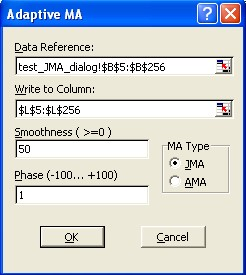 Adaptive MA
Data Reference:
test_JMA_dialog!$B$5:$B$256
Write to Column:
$L$5:$L$256
Smoothness ( >=0 )
50
MA Type
JMA
Phase (-100... +100)
AMA
1
OK
Cancel